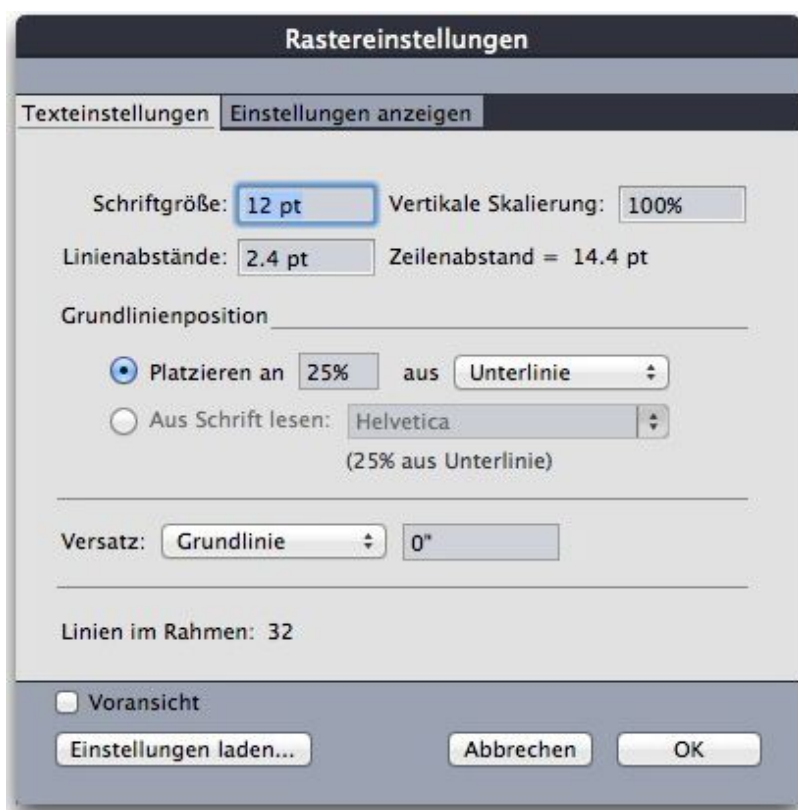 Rastereinstellungen
Texteinstellungen Einstellungen anzeigen
Schriftgröße: 12 pt Vertikale Skalierung: 100%
Linienabstände: 2.4 pt Zeilenabstand = 14.4 pt
Grundlinienposition
Platzieren an 25% aus Unterlinie
Aus Schrift lesen: Helvetica
(25% aus Unterlinie)
Versatz: Grundlinie 0"
Linien im Rahmen: 32
Voransicht
Einstellungen laden... Abbrechen OK